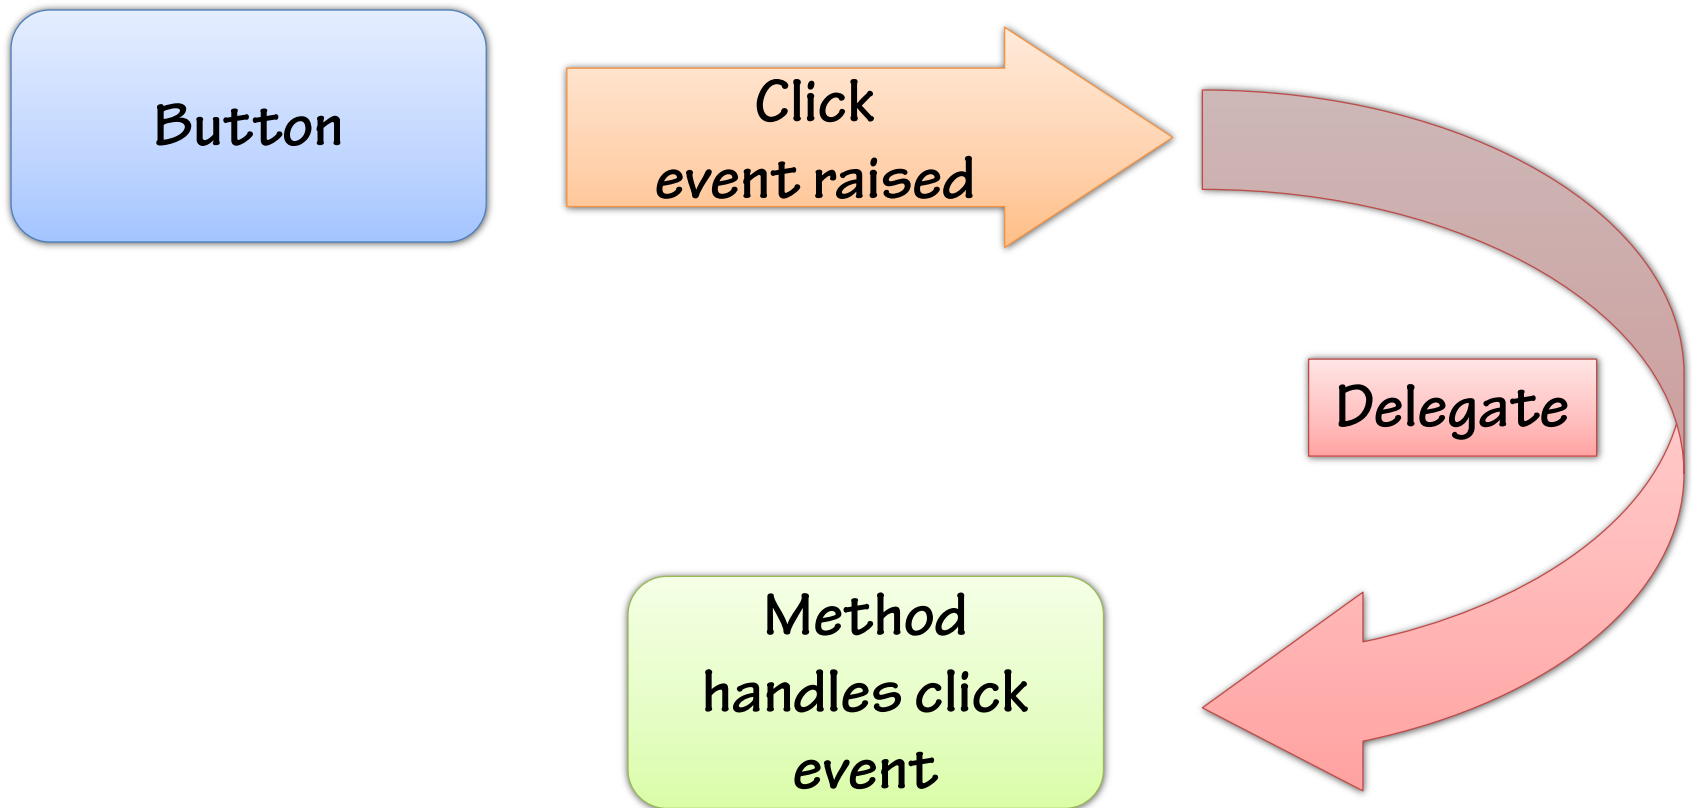 Button
Click
event raised
Delegate
Method
handles click
event